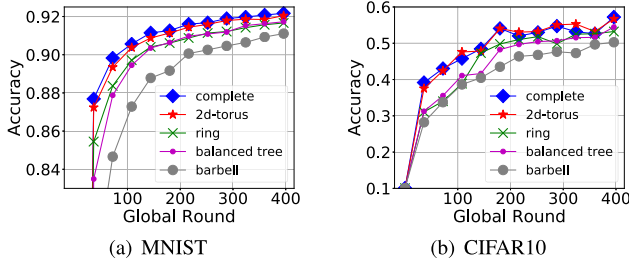 0.92
0.90
0.88
0.86
0.84
Accuracy
complete
2d-torus
ring
balanced tree
barbell
100
200
300
400
Global Round
(a) MNIST
0.6
0.5
0.4
0.3
0.2
0.1
Accuracy
complete
2d-torus
ring
balanced tree
barbell
0
100
200
300
400
Global Round
(b) CIFAR10